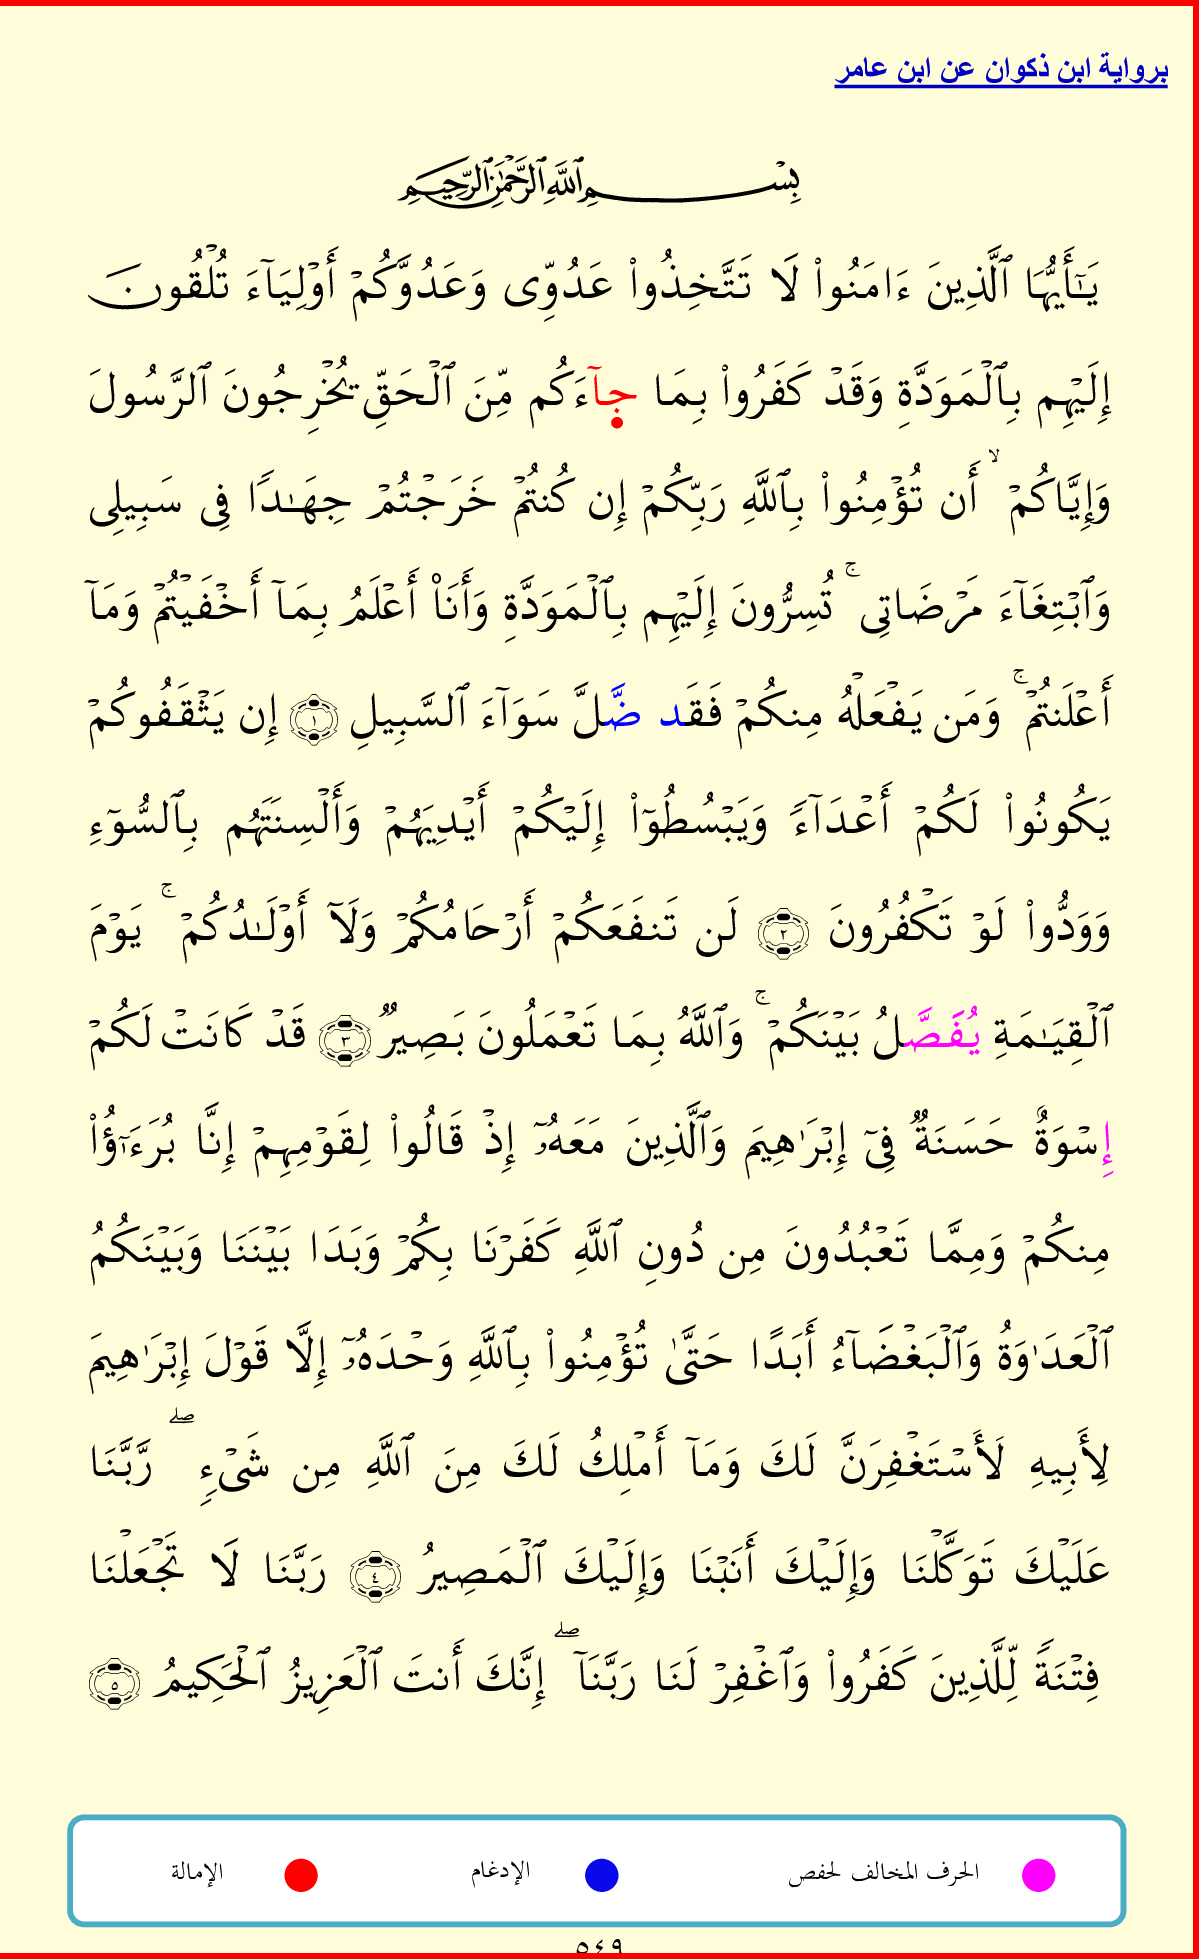 برواية ابن ذكوان عن ابن عامر
بِسْمِ ٱللَّهِ ٱلرَّحْمَٰنِ ٱلرَّحِيمِ
يَـٰٓأَيُّهَا ٱلَّذِينَ ءَامَنُوا۟ لَا تَتَّخِذُوا۟ عَدُوِّى وَعَدُوَّكُمْ أَوْلِيَآءَ تُلْقُونَ
إِلَيْهِم بِٱلْمَوَدَّةِ وَقَدْ كَفَرُوا۟ بِمَا جآءَكُم مِّنَ ٱلْحَقِّ يُخْرِجُونَ ٱلرَّسُولَ
وَإِيَّاكُمْ ۙ أَن تُؤْمِنُوا۟ بِٱللَّهِ رَبِّكُمْ إِن كُنتُمْ خَرَجْتُمْ جِهَـٰدًا فِى سَبِيلِى
وَٱبْتِغَآءَ مَرْضَاتِى ۚ تُسِرُّونَ إِلَيْهِم بِٱلْمَوَدَّةِ وَأَنَا۠ أَعْلَمُ بِمَآ أَخْفَيْتُمْ وَمَآ
أَعْلَنتُمْ ۚ وَمَن يَفْعَلْهُ مِنكُمْ فَقَد ضَّلَّ سَوَآءَ ٱلسَّبِيلِ ١ إِن يَثْقَفُوكُمْ
يَكُونُوا۟ لَكُمْ أَعْدَآءً وَيَبْسُطُوٓا۟ إِلَيْكُمْ أَيْدِيَهُمْ وَأَلْسِنَتَهُم بِٱلسُّوٓءِ
وَوَدُّوا۟ لَوْ تَكْفُرُونَ ٢ لَن تَنفَعَكُمْ أَرْحَامُكُمْ وَلَآ أَوْلَـٰدُكُمْ ۚ يَوْمَ
ٱلْقِيَـٰمَةِ يُفَصَّلُ بَيْنَكُمْ ۚ وَٱللَّهُ بِمَا تَعْمَلُونَ بَصِيرٌ ٣ قَدْ كَانَتْ لَكُمْ
إِسْوَةٌ حَسَنَةٌ فِىٓ إِبْرَٰهِيمَ وَٱلَّذِينَ مَعَهُۥٓ إِذْ قَالُوا۟ لِقَوْمِهِمْ إِنَّا بُرَءَٰٓؤُا۟
مِنكُمْ وَمِمَّا تَعْبُدُونَ مِن دُونِ ٱللَّهِ كَفَرْنَا بِكُمْ وَبَدَا بَيْنَنَا وَبَيْنَكُمُ
ٱلْعَدَٰوَةُ وَٱلْبَغْضَآءُ أَبَدًا حَتَّىٰ تُؤْمِنُوا۟ بِٱللَّهِ وَحْدَهُۥٓ إِلَّا قَوْلَ إِبْرَٰهِيمَ
لِأَبِيهِ لَأَسْتَغْفِرَنَّ لَكَ وَمَآ أَمْلِكُ لَكَ مِنَ ٱللَّهِ مِن شَىْءٍ ۖ رَّبَّنَا
عَلَيْكَ تَوَكَّلْنَا وَإِلَيْكَ أَنَبْنَا وَإِلَيْكَ ٱلْمَصِيرُ ٤ رَبَّنَا لَا تَجْعَلْنَا
فِتْنَةً لِّلَّذِينَ كَفَرُوا۟ وَٱغْفِرْ لَنَا رَبَّنَآ ۖ إِنَّكَ أَنتَ ٱلْعَزِيزُ ٱلْحَكِيمُ ٥
الحرف المخالف لحفص الإدغام الإمالة
٥٤٩